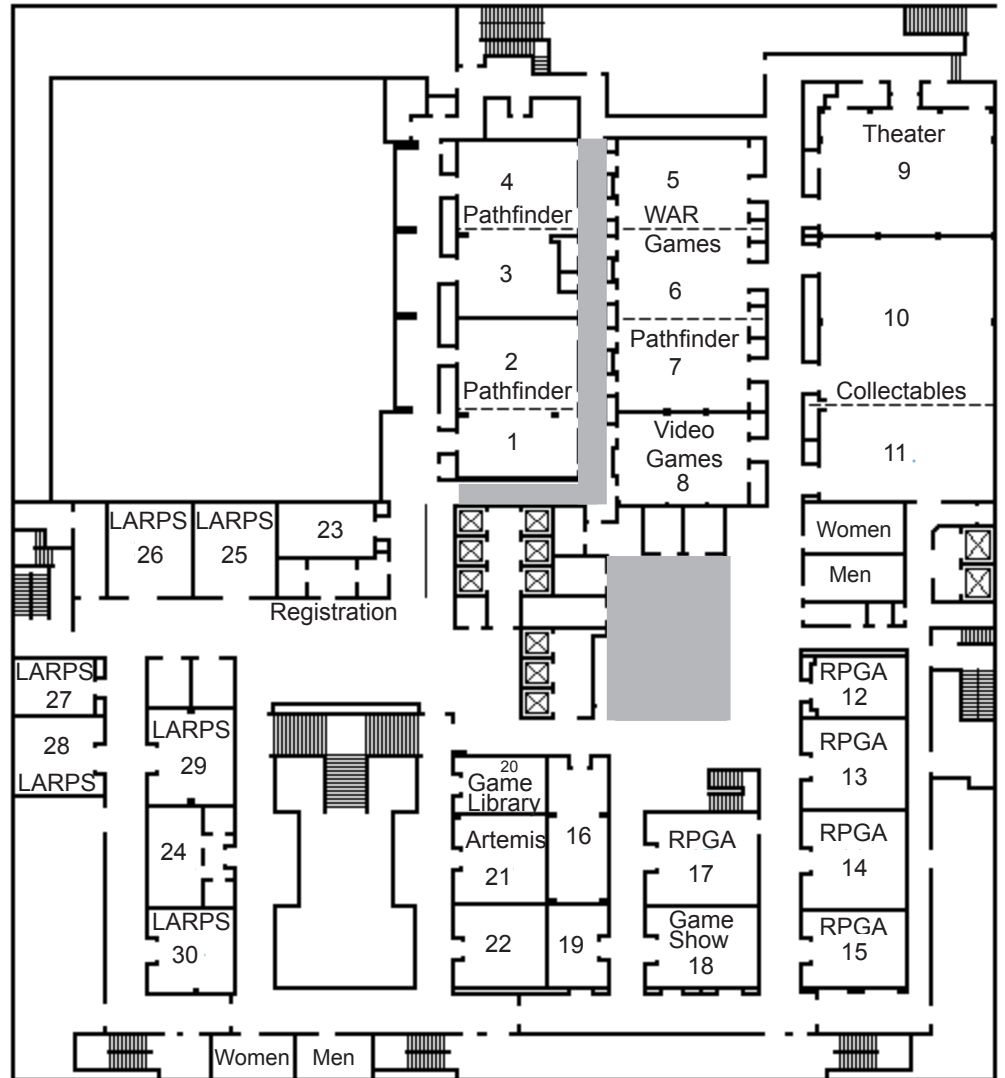 Theater
9
4
Pathfinder
3
5
WAR
Games
6
Pathfinder
7
10
Collectables
11
2
Pathfinder
1
Video
Games
8
LARPS
26
LARPS
25
23
Registration
Women
Men
LARPS
27
28
LARPS
LARPS
29
24
LARPS
30
20
Game
Library
Artemis
21
22
16
19
RPGA
17
Game
Show
18
RPGA
12
RPGA
13
RPGA
14
RPGA
15
Women
Men